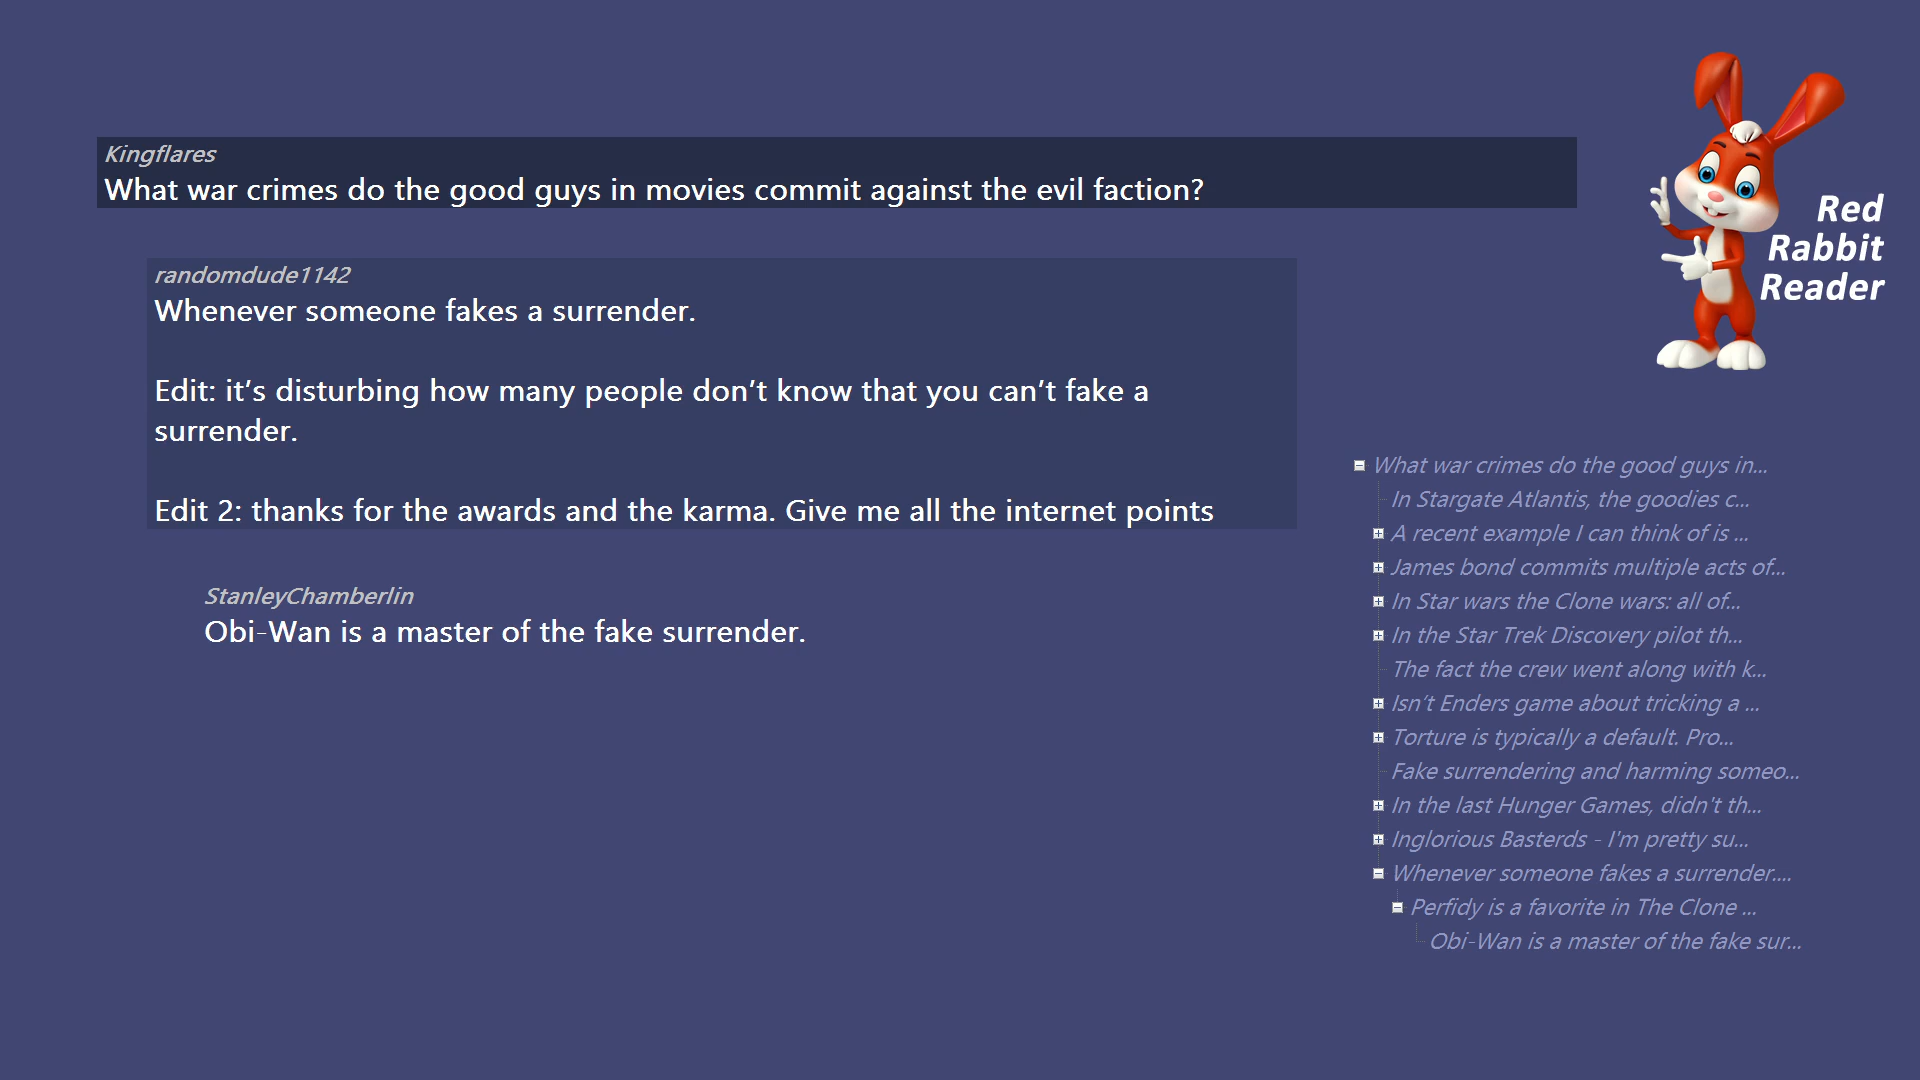 Kingflares
What war crimes do the good guys in movies commit against the evil faction?
randomdude1142
Whenever someone fakes a surrender.
Edit: it’s disturbing how many people don’t know that you can’t fake a
surrender.
Edit 2: thanks for the awards and the karma. Give me all the internet points
StanleyChamberlin
Obi-Wan is a master of the fake surrender.
Red
Rabbit
Reader
What war crimes do the good guys in...
In Stargate Atlantis, the goodies c...
A recent example I can think of is ...
James bond commits multiple acts of...
In Star wars the Clone wars: all of...
In the Star Trek Discovery pilot th...
The fact the crew went along with k...
Isn’t Enders game about tricking a ...
Torture is typically a default. Pro...
Fake surrendering and harming someo...
In the last Hunger Games, didn't th...
Inglorious Basterds - I'm pretty su...
Whenever someone fakes a surrender....
Perfidy is a favorite in The Clone ...
Obi-Wan is a master of the fake sur...